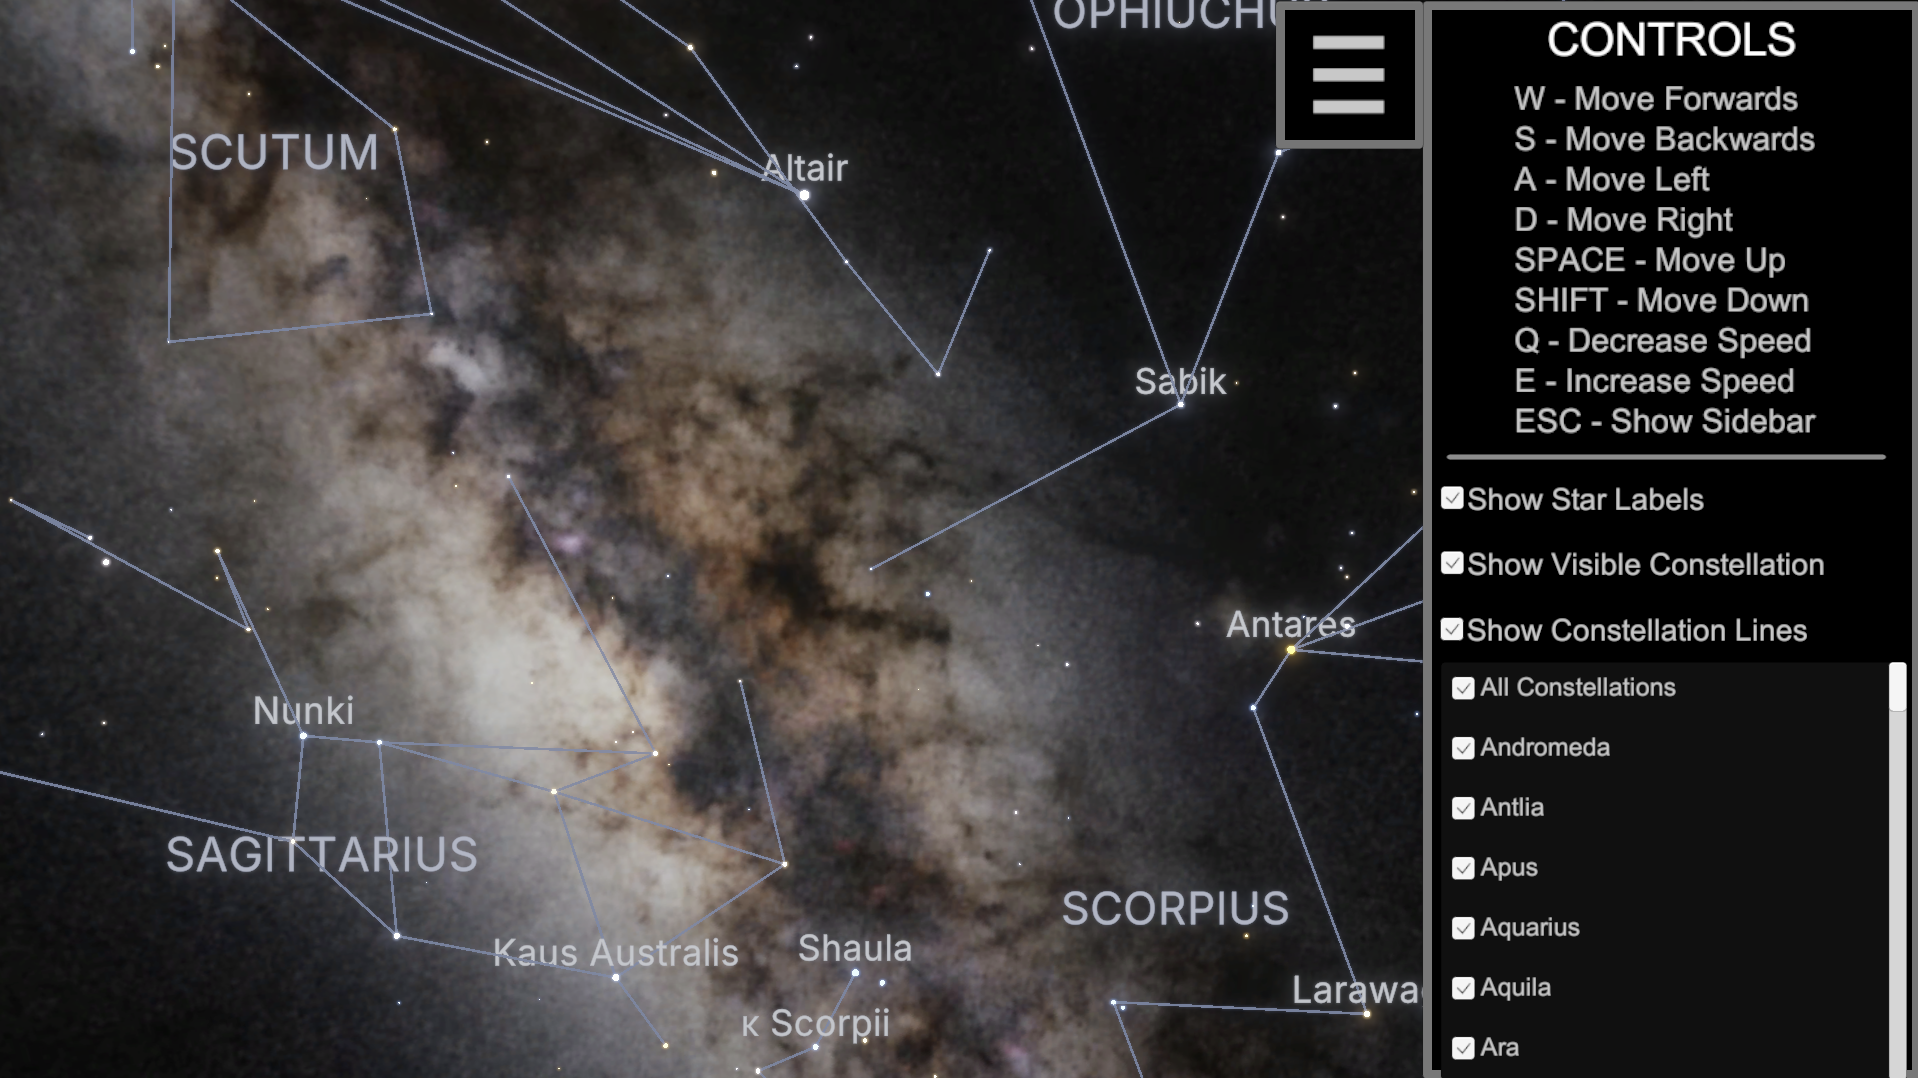 OPHIUCHU
SCUTUM
Altair
Sabik
Antares
Nunki
SAGITTARIUS
SCORPIUS
Kaus Australis
Shaula
Larawa
κ Scorpii
CONTROLS
W - Move Forwards
S - Move Backwards
A - Move Left
D - Move Right
SPACE - Move Up
SHIFT - Move Down
Q - Decrease Speed
E - Increase Speed
ESC - Show Sidebar
Show Star Labels
Show Visible Constellation
Show Constellation Lines
All Constellations
Andromeda
Antlia
Apus
Aquarius
Aquila
Ara